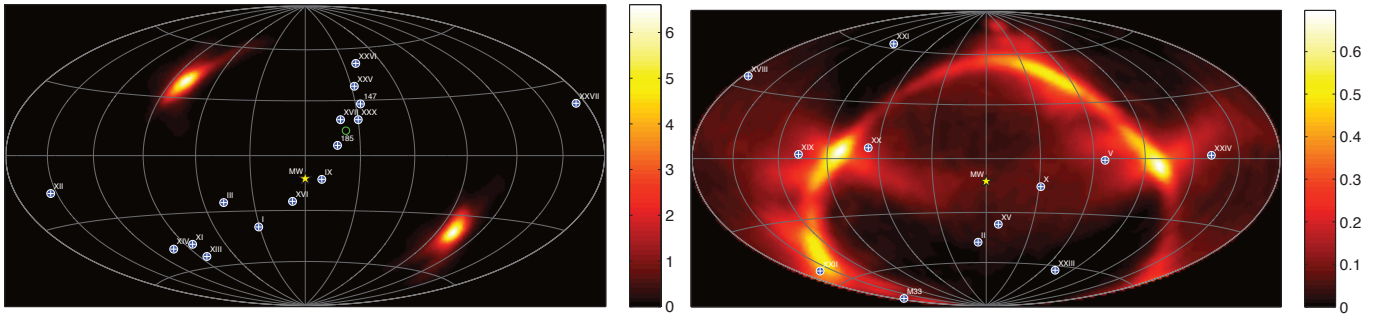 XXVI
XXV
147
XXVII
XVII
XXX
185
MW
IX
XII
III
XVI
I
XIV
XI
XIII
6
5
4
3
2
1
0
XXI
XVIII
XIX
XX
V
XXIV
MW
X
XV
II
XXII
XXIII
M33
0.6
0.5
0.4
0.3
0.2
0.1
0